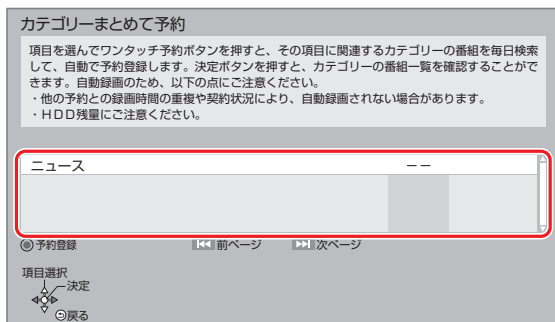 カテゴリーまとめて予約
項目を選んでワンタッチ予約ボタンを押すと、その項目に関連するカテゴリーの番組を毎日検索
して、自動で予約登録します。決定ボタンを押すと、カテゴリーの番組一覧を確認することがで
きます。自動録画のため、以下の点にご注意ください。
・他の予約との録画時間の重複や契約状況により、自動録画されない場合があります。
・HDD残量にご注意ください。
ニュース −−
予約登録 前ページ 次ページ
項目選択
決定
戻る